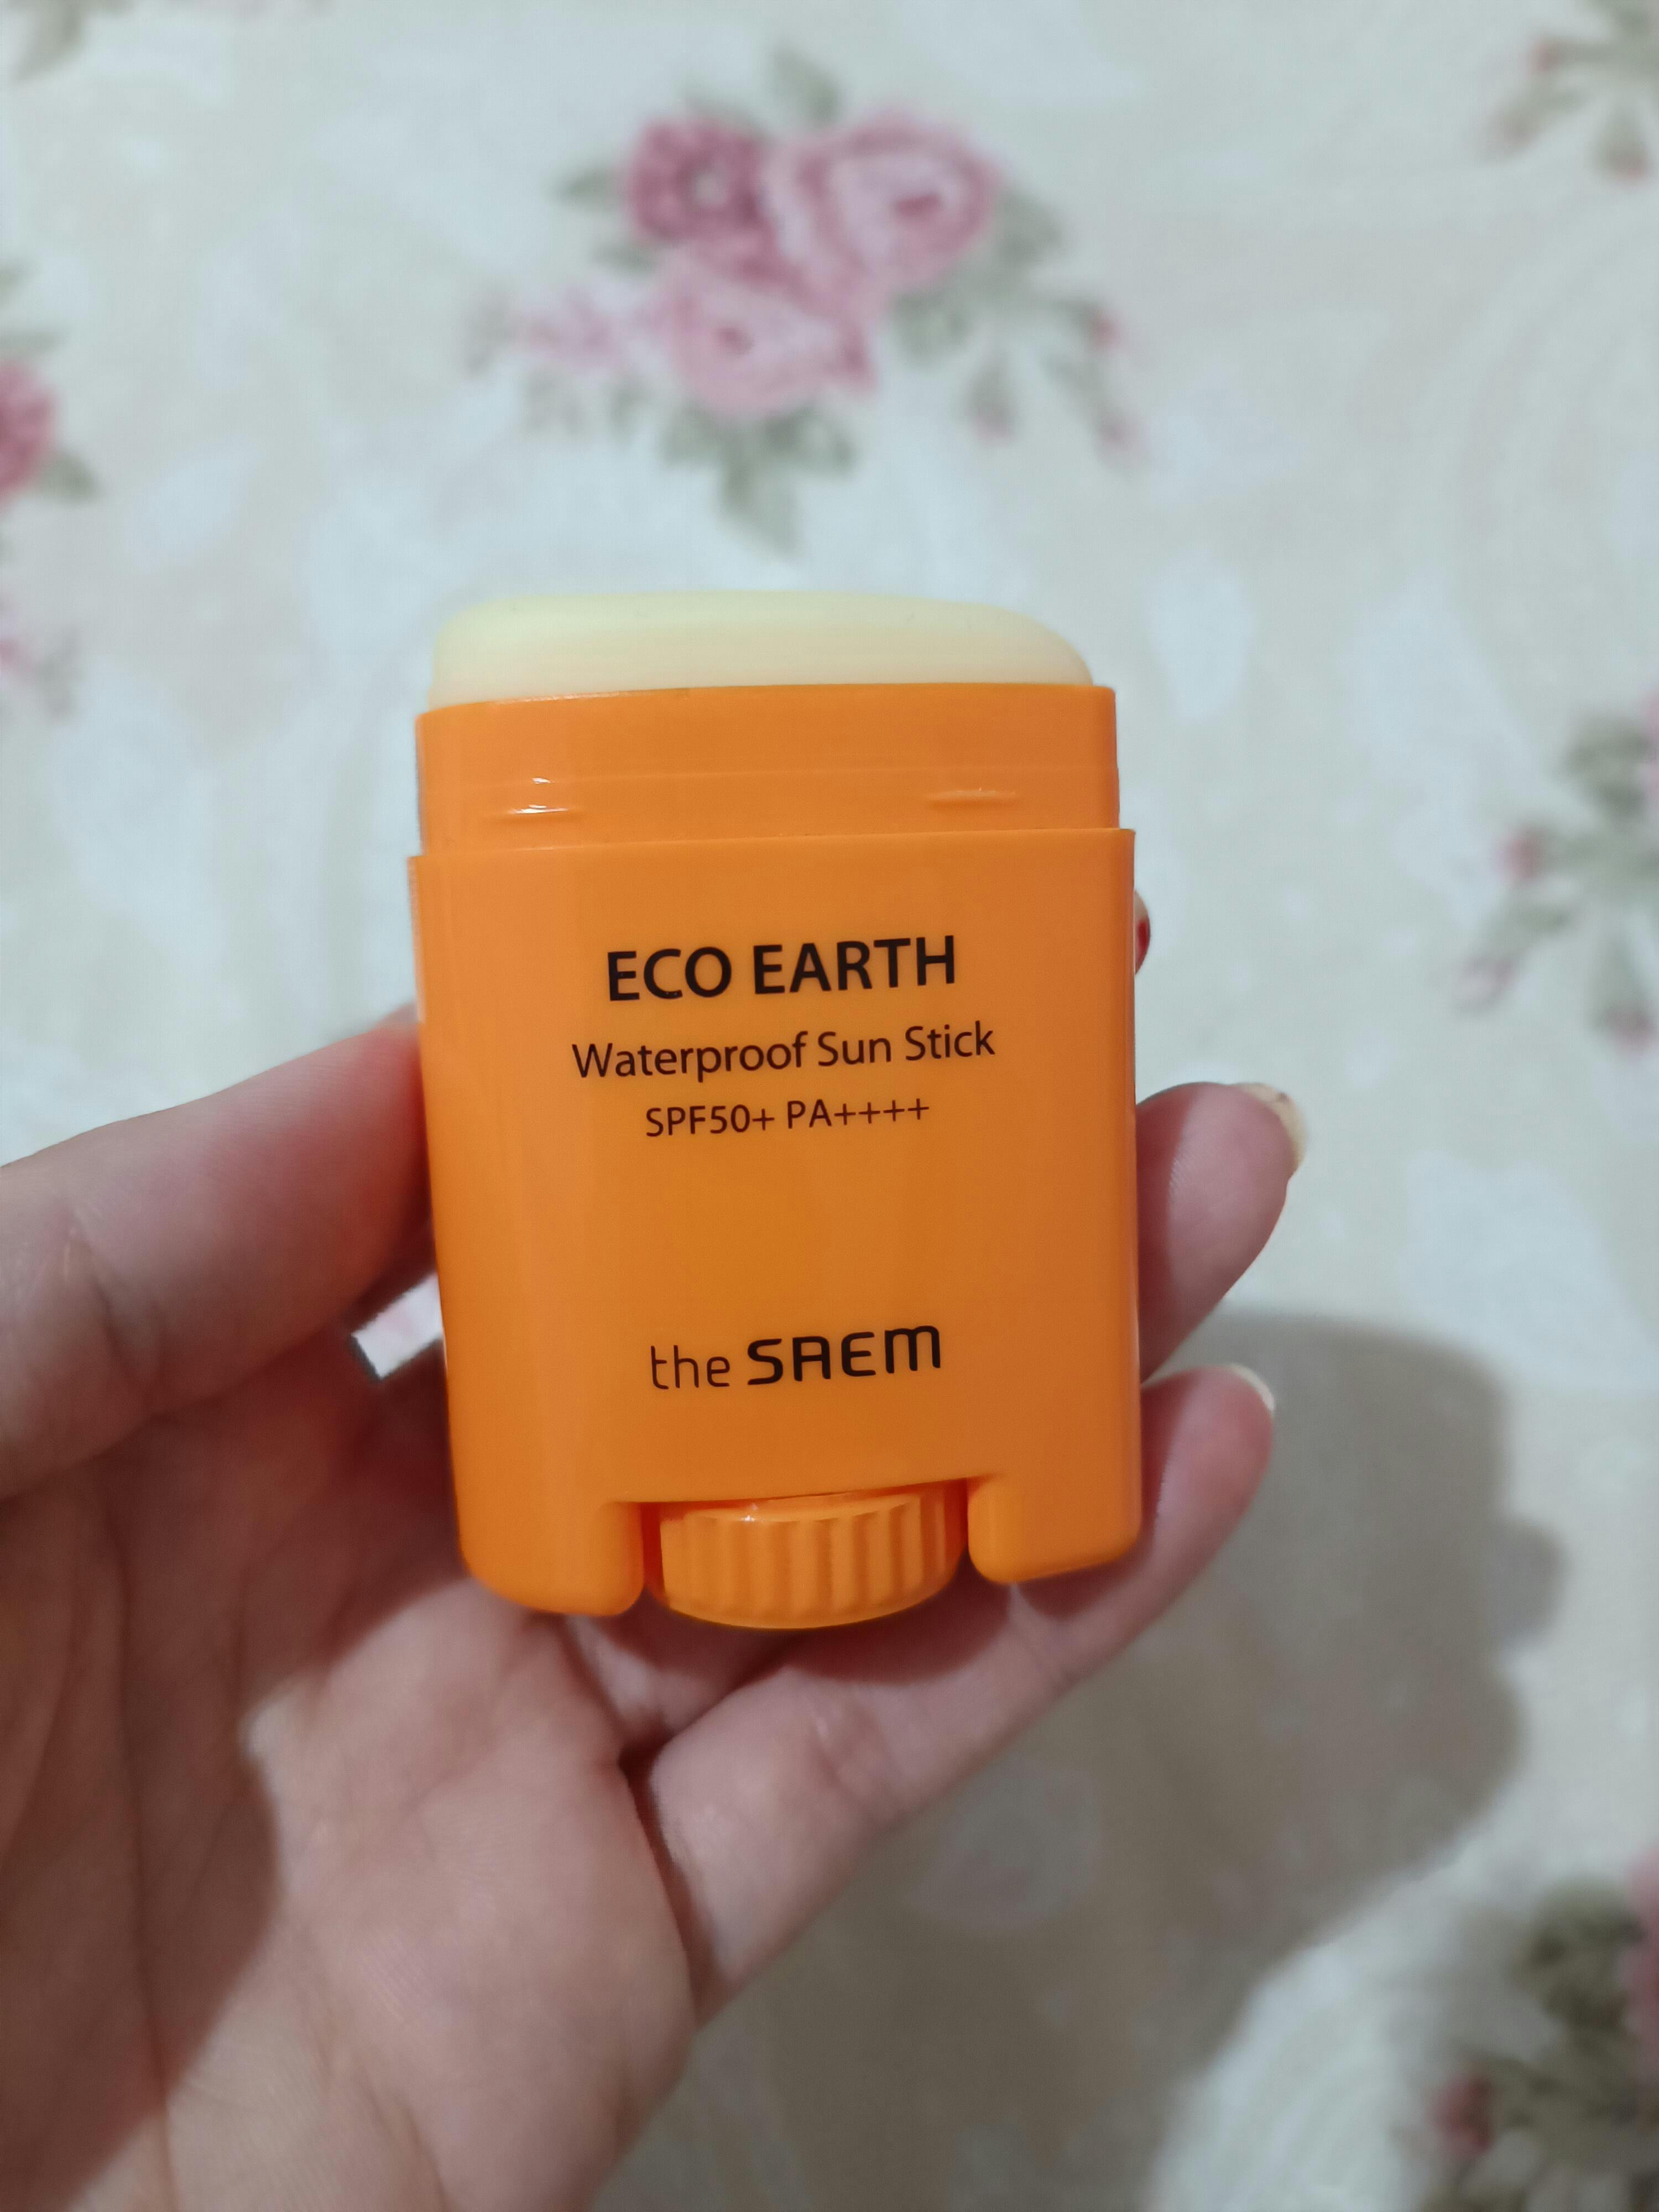 ECO EARTH
Waterproof Sun Stick
SPF50+ PA++++
the SAEM